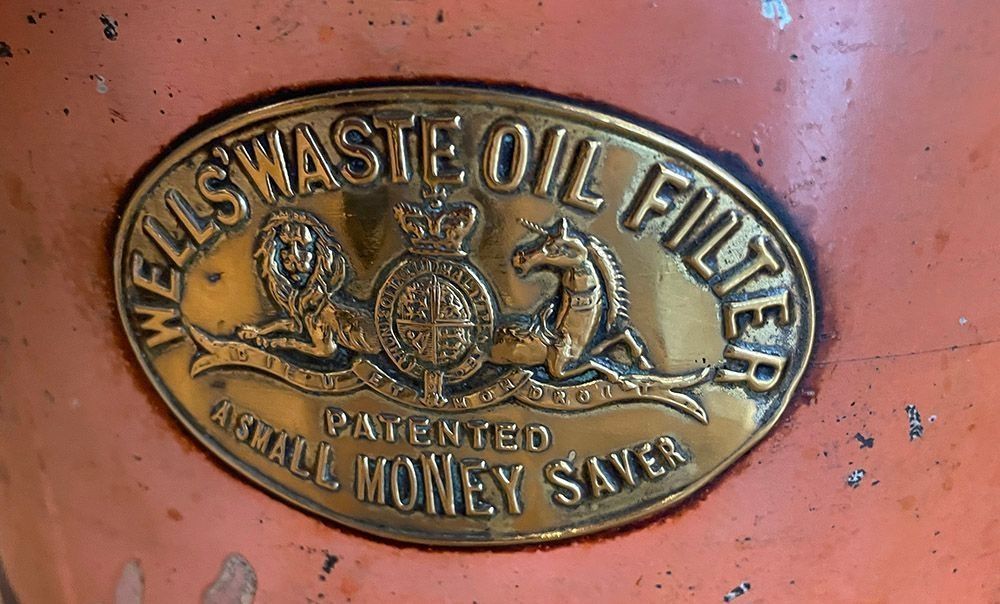 WELLS' WASTE OIL FILTER
DIEU ET MON DROIT
PATENTED
A SMALL MONEY SAVER